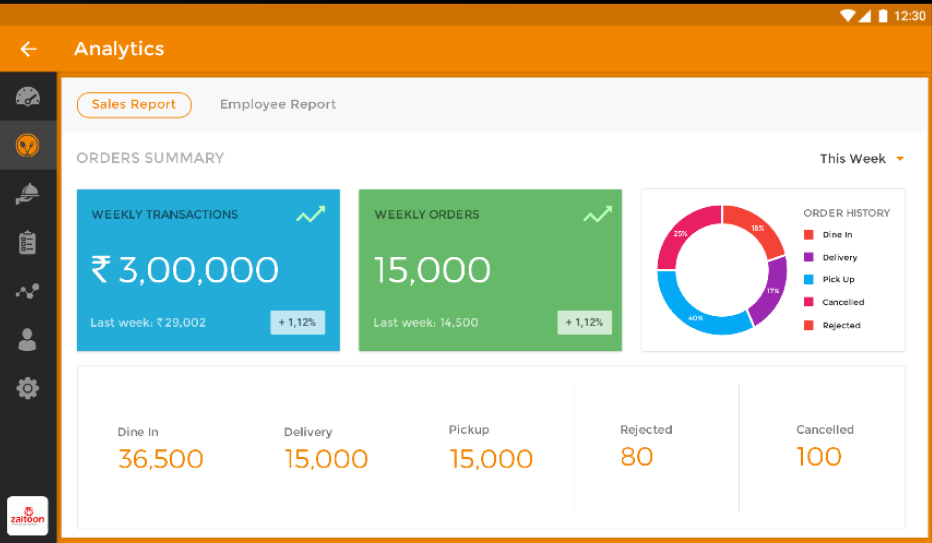 12:30
Analytics
Sales Report
Employee Report
ORDERS SUMMARY
This Week
WEEKLY TRANSACTIONS
₹ 3,00,000
Last week: ₹ 29,002
+ 1,12%
WEEKLY ORDERS
15,000
Last week: 14,500
+ 1,12%
25%
18%
17%
40%
ORDER HISTORY
Dine In
Delivery
Pick Up
Cancelled
Rejected
Dine In
36,500
Delivery
15,000
Pickup
15,000
Rejected
80
Cancelled
100
zaitoon